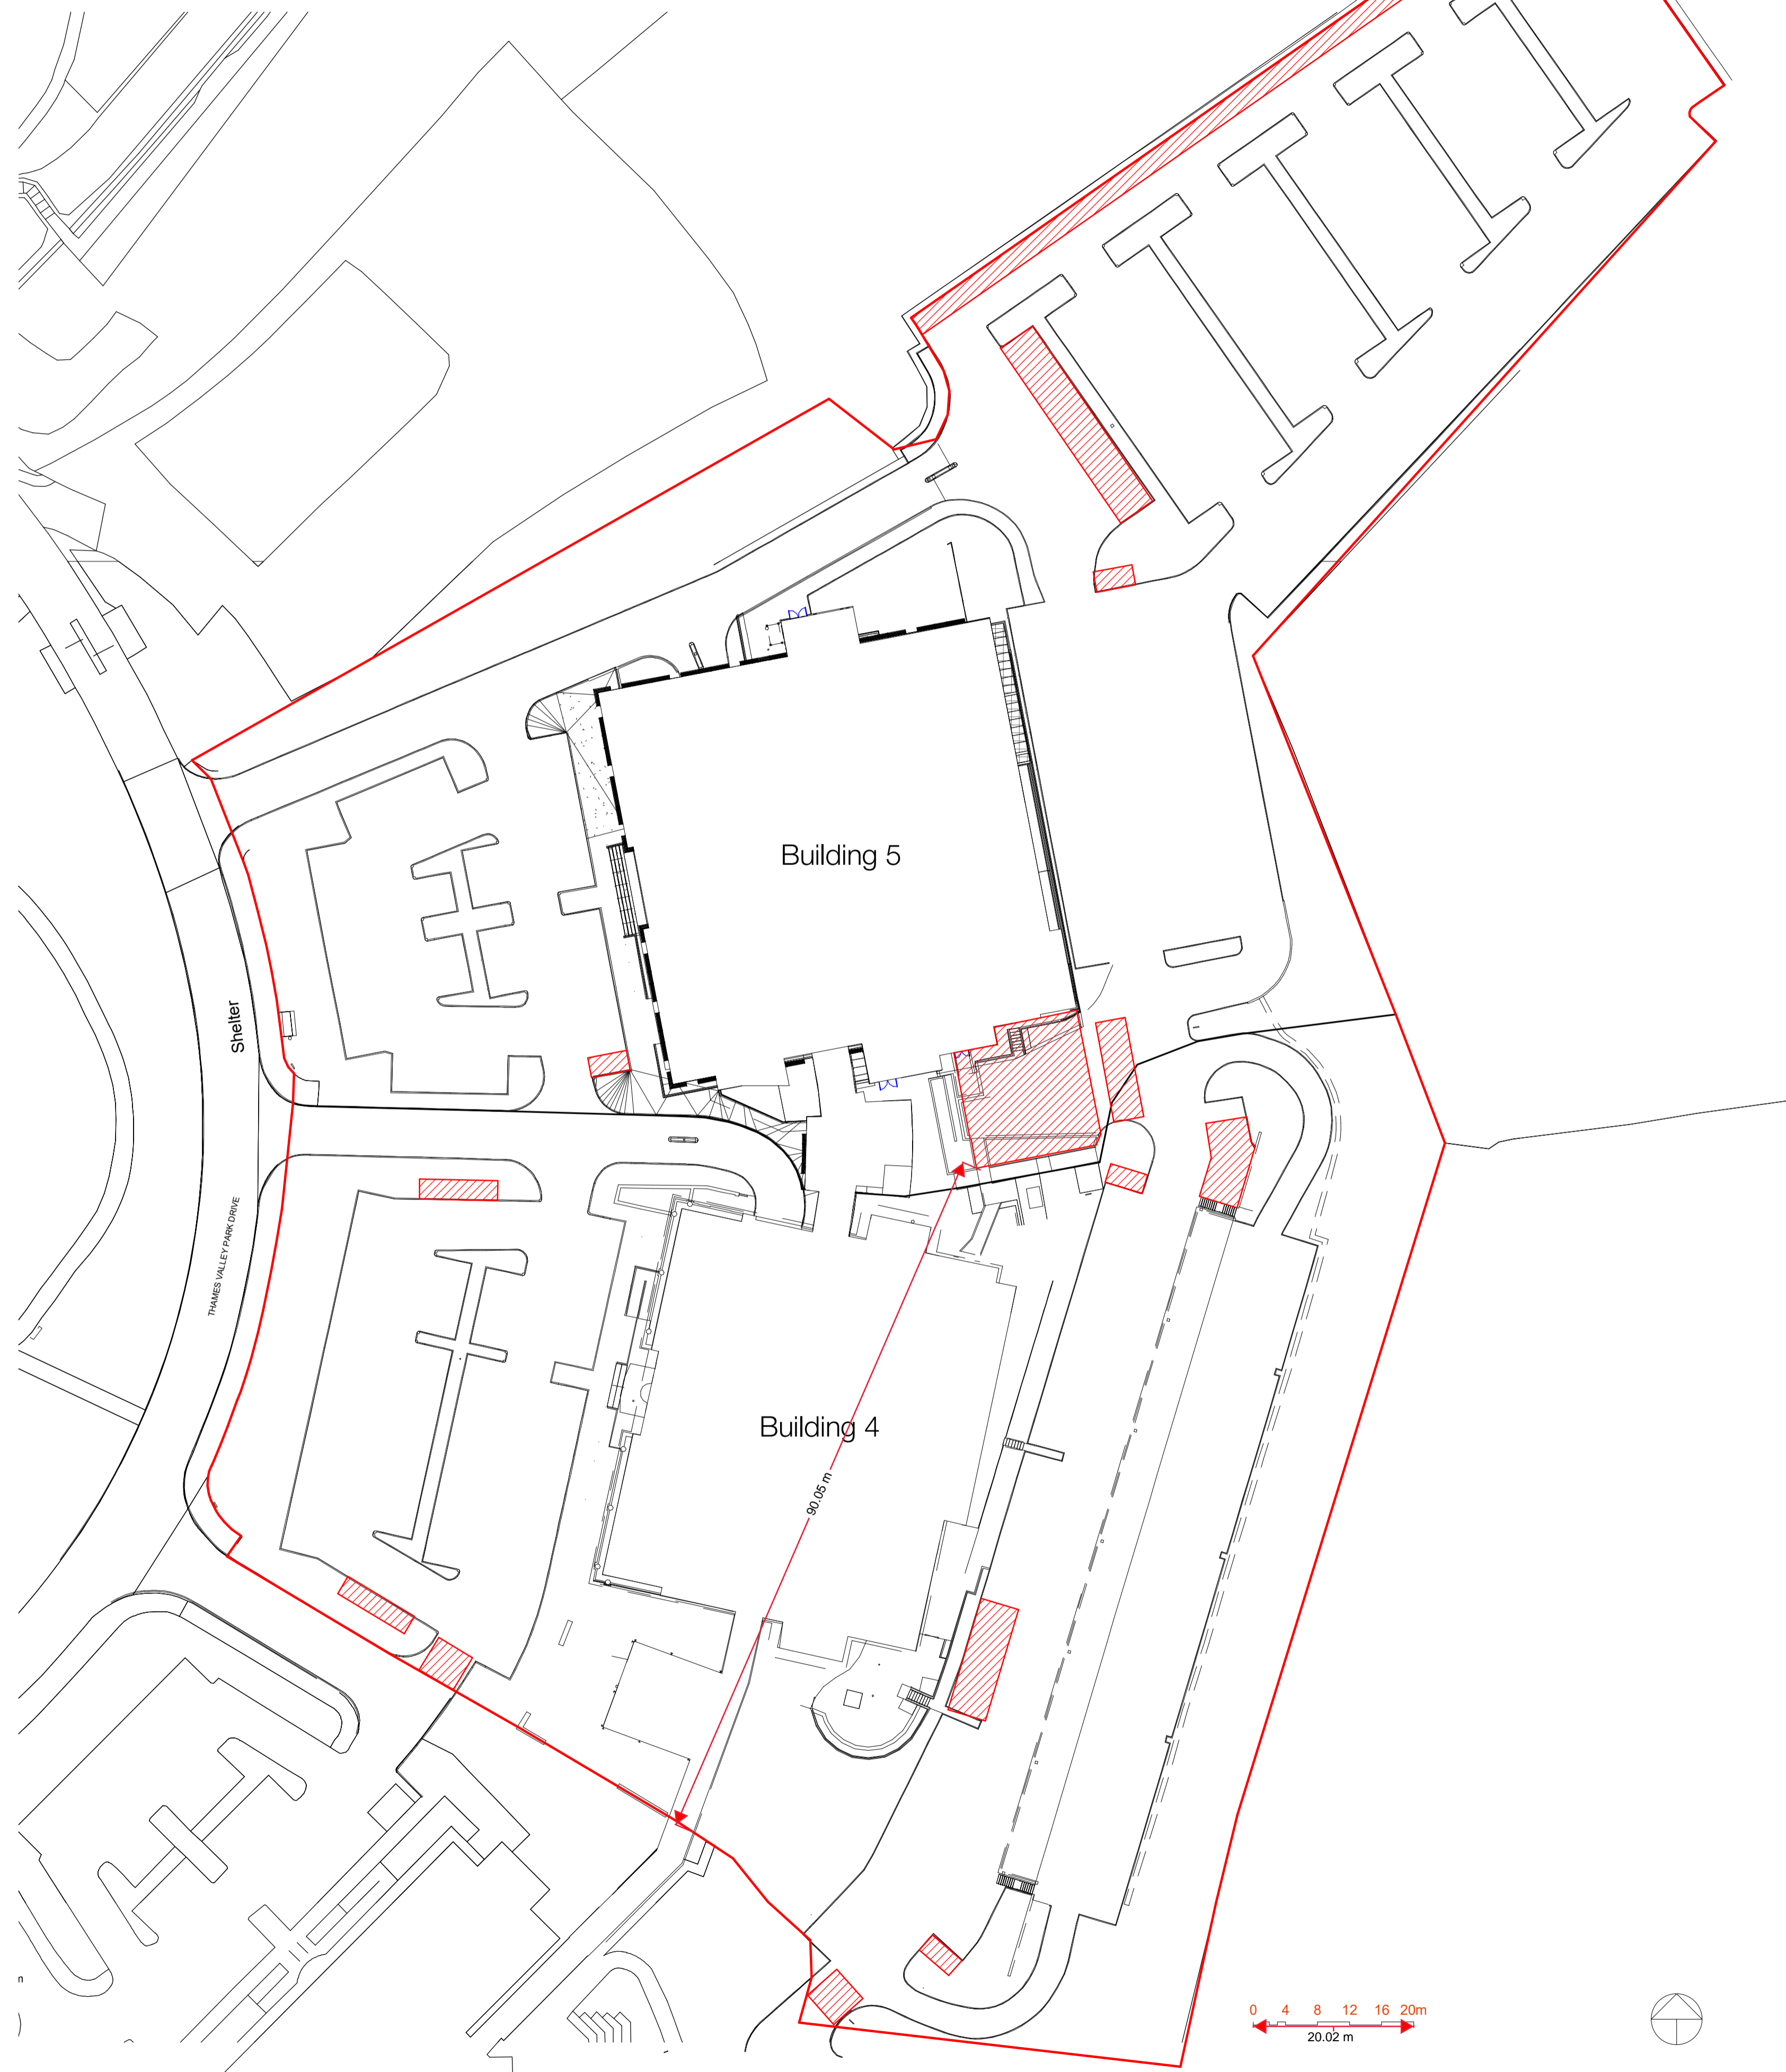 Building 5
Shelter
THAMES VALLEY PARK DRIVE
Building 4
90.05 m
n
0 4 8 12 16 20m
20.02 m